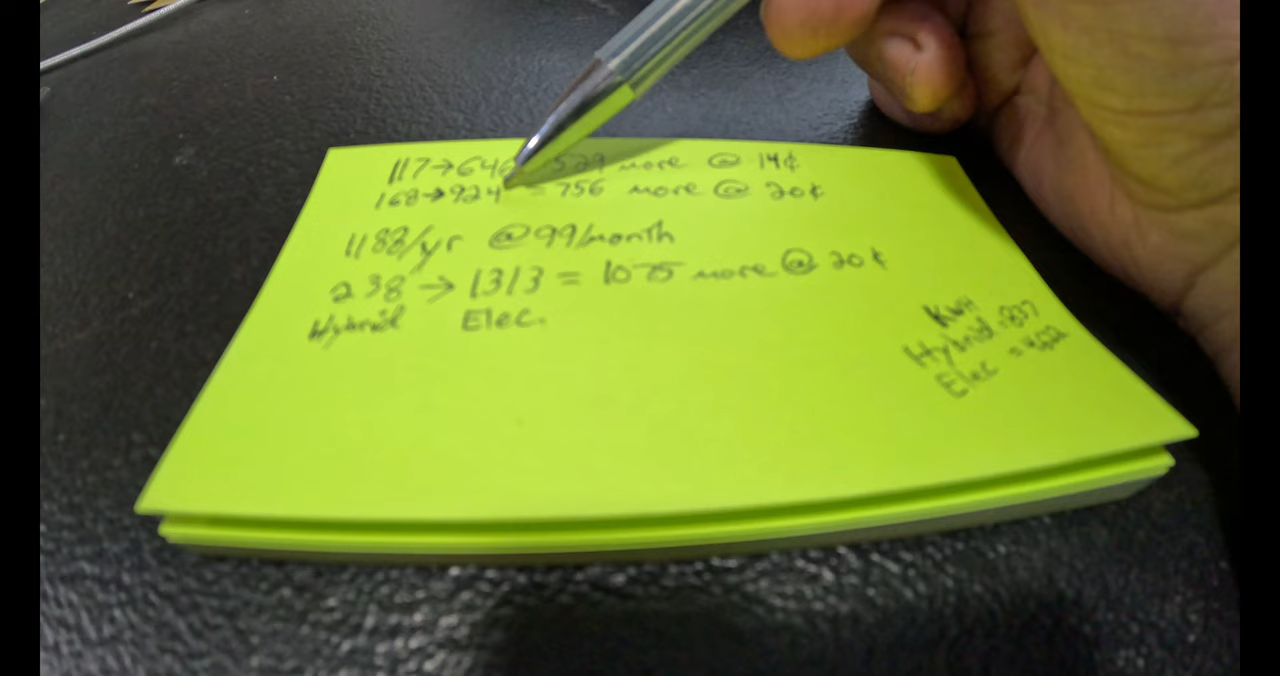 117→646 529 more @ 14¢
168→924 = 756 more @ 20¢
1188/yr @99/month
238 → 1313 = 1075 more @ 20¢
Hybrid Elec.
KWH
Hybrid = 837
Elec =